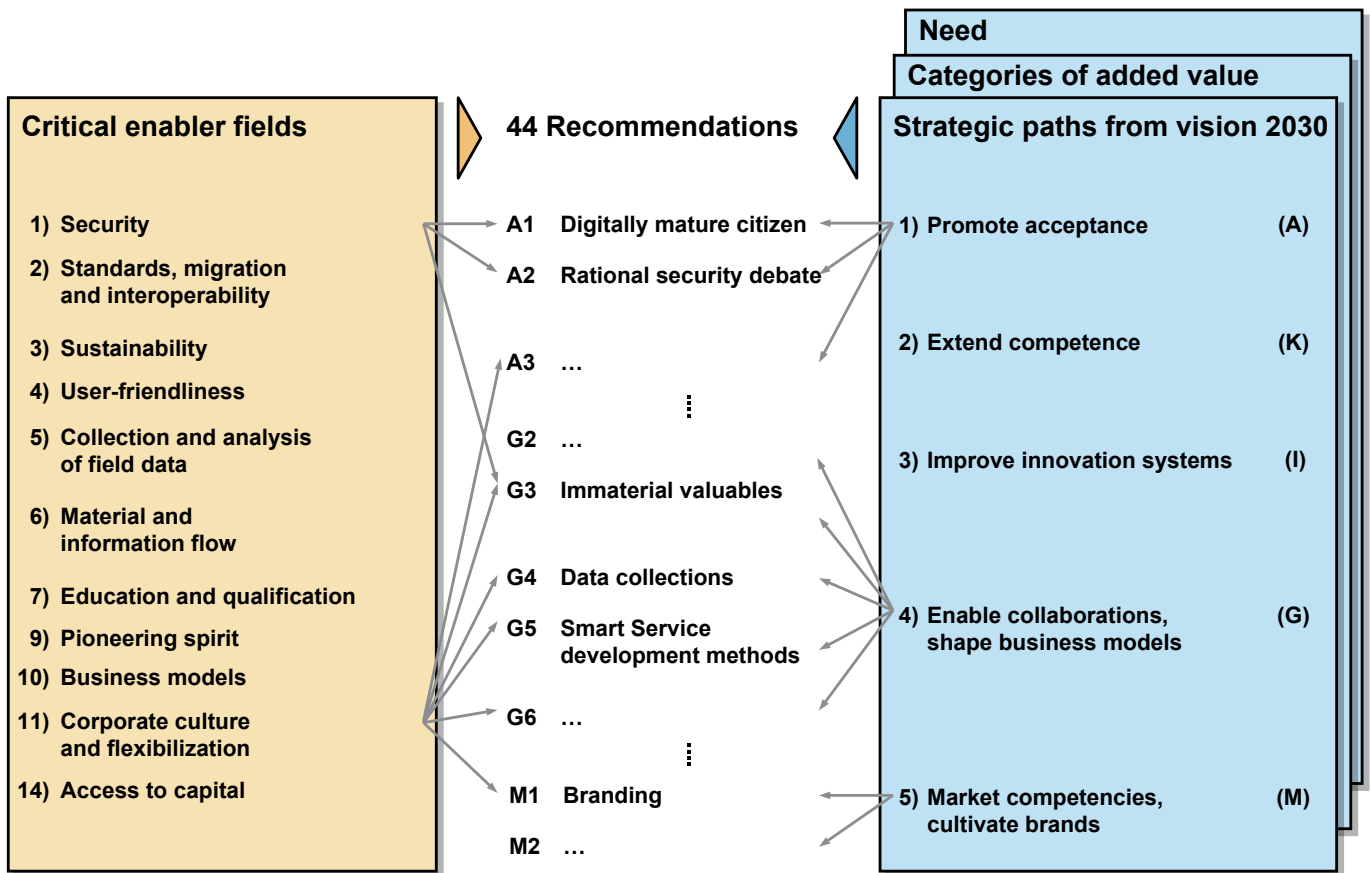 Need
Categories of added value
Critical enabler fields
44 Recommendations
Strategic paths from vision 2030
1) Security
2) Standards, migration
and interoperability
3) Sustainability
4) User-friendliness
5) Collection and analysis
of field data
6) Material and
information flow
7) Education and qualification
9) Pioneering spirit
10) Business models
11) Corporate culture
and flexibilization
14) Access to capital
A1 Digitally mature citizen
A2 Rational security debate
A3 …
G2 …
G3 Immaterial valuables
G4 Data collections
G5 Smart Service
development methods
G6 …
M1 Branding
M2 …
1) Promote acceptance (A)
2) Extend competence (K)
3) Improve innovation systems (I)
4) Enable collaborations, (G)
shape business models
5) Market competencies, (M)
cultivate brands